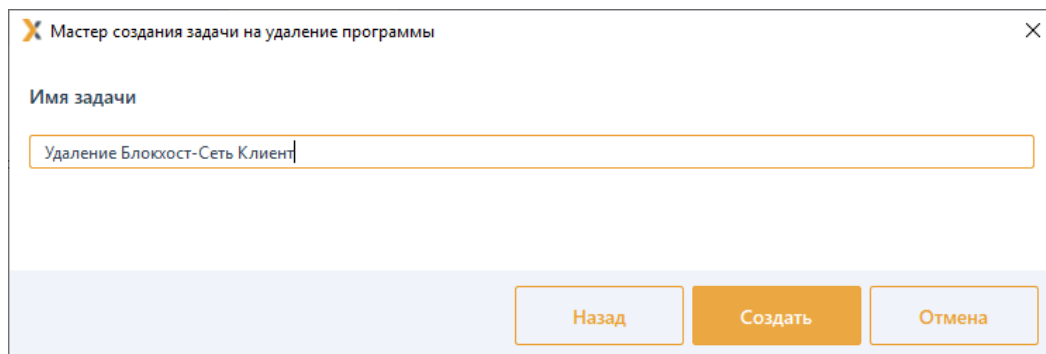 Мастер создания задачи на удаление программы
Имя задачи
Удаление Блокхост-Сеть Клиент
Назад
Создать
Отмена